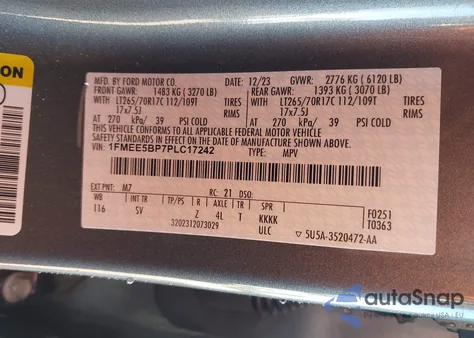 ON
MFD. BY FORD MOTOR CO.
12/23 GVWR: 2776 KG ( 6120 LB)
FRONT GAWR: 1483 KG ( 3270 LB) REAR GAWR: 1393 KG ( 3070 LB)
WITH LT265/70R17C 112/109T TIRES WITH LT265/70R17C 112/109T TIRES
17x7.5J RIMS 17x7.5J RIMS
AT 270 kPa/ 39 PSI COLD AT 270 kPa/ 39 PSI COLD
THIS VEHICLE CONFORMS TO ALL APPLICABLE FEDERAL MOTOR VEHICLE
SAFETY STANDARDS IN EFFECT ON THE DATE OF MANUFACTURE SHOWN ABOVE.
VIN: 1FMEE5BP7PLC17242 TYPE: MPV
EXT PNT: M7 RC: 21 DSO:
WB INT TR TP/PS R AXLE TR SPR
116 SV Z 4L T KKKK F0251
3202312073029 ULC T0363
5U5A-3520472-AA
autoSnap